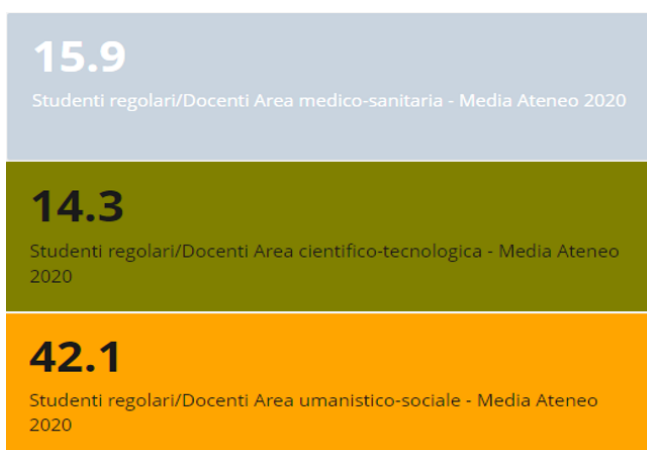 15.9
Studenti regolari/Docenti Area medico-sanitaria - Media Ateneo 2020
14.3
Studenti regolari/Docenti Area cientifico-tecnologica - Media Ateneo
2020
42.1
Studenti regolari/Docenti Area umanistico-sociale - Media Ateneo
2020